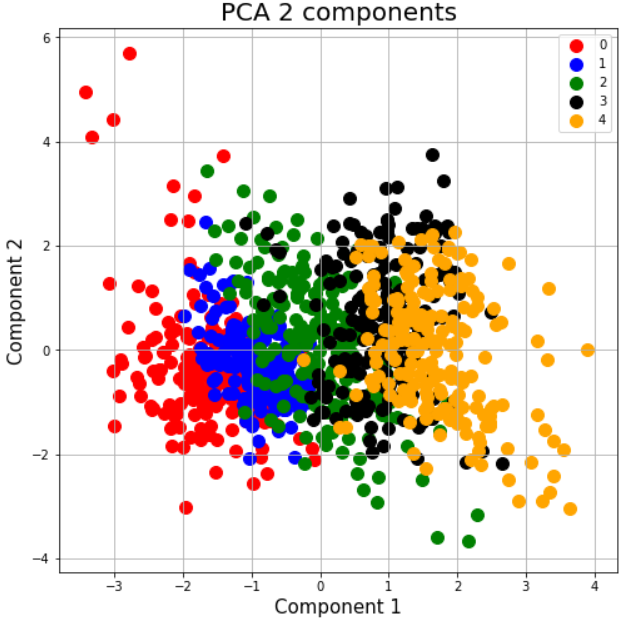 PCA 2 components
0
1
2
3
4
6
4
2
0
−2
−4
Component 2
−3 −2 −1 0 1 2 3 4
Component 1